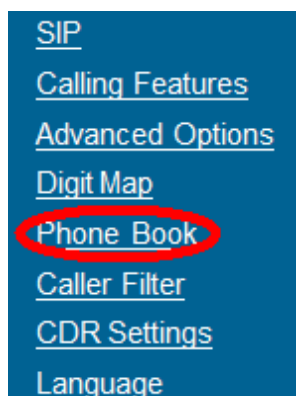 SIP
Calling Features
Advanced Options
Digit Map
Phone Book
Caller Filter
CDR Settings
Language